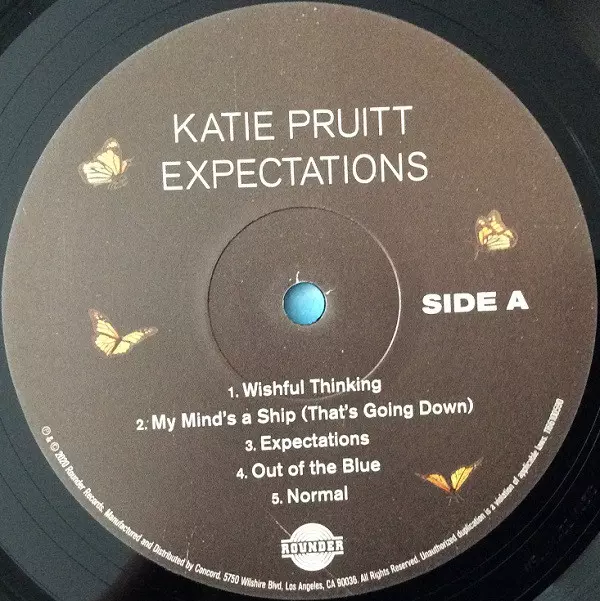 KATIE PRUITT
EXPECTATIONS
SIDE A
1. Wishful Thinking
2. My Mind's a Ship (That's Going Down)
3. Expectations
4. Out of the Blue
5. Normal
ROUNDER
℗ & © 2020 Rounder Records. Manufactured and Distributed by Concord. 5750 Wilshire Blvd, Los Angeles, CA 90036. All Rights Reserved. Unauthorized duplication is a violation of applicable laws.